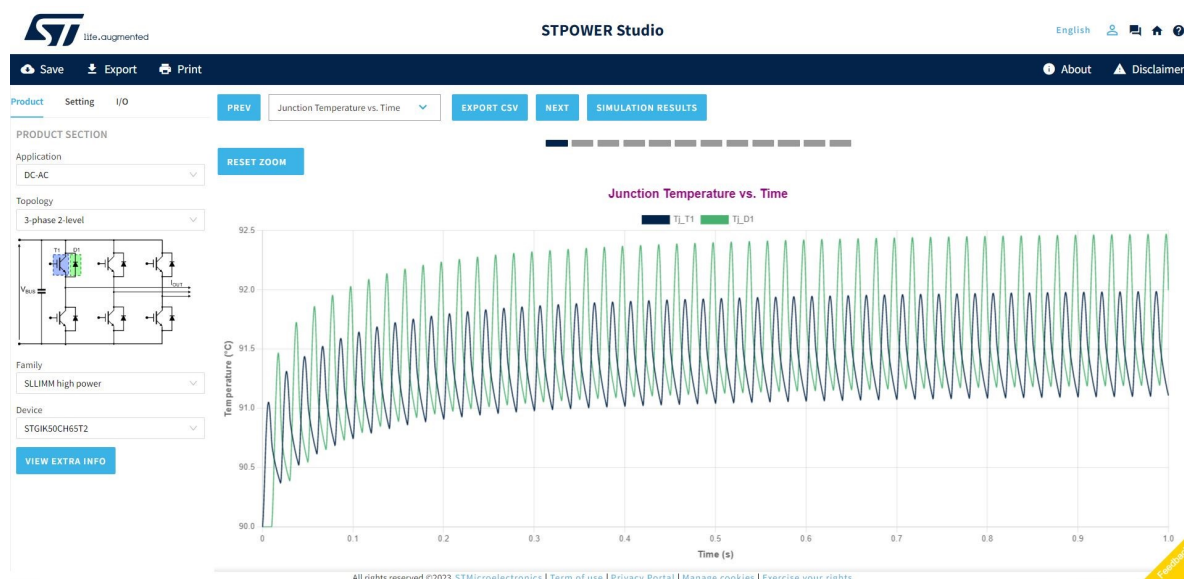 life.augmented
STPOWER Studio
English
Save Export Print
About Disclaimer
Product Setting I/O
PREV Junction Temperature vs. Time EXPORT CSV NEXT SIMULATION RESULTS
PRODUCT SECTION
Application
DC-AC
RESET ZOOM
Topology
3-phase 2-level
T1 D1
VBUS
IOUT
Family
SLLIMM high power
Device
STGIK50CH65T2
VIEW EXTRA INFO
Junction Temperature vs. Time
Tj_T1 Tj_D1
92.5
92.0
91.5
91.0
90.5
90.0
Temperature (°C)
0 0.1 0.2 0.3 0.4 0.5 0.6 0.7 0.8 0.9 1.0
Time (s)
All rights reserved ©2023 STMicroelectronics | Term of use | Privacy Portal | Manage cookies | Exercise your rights